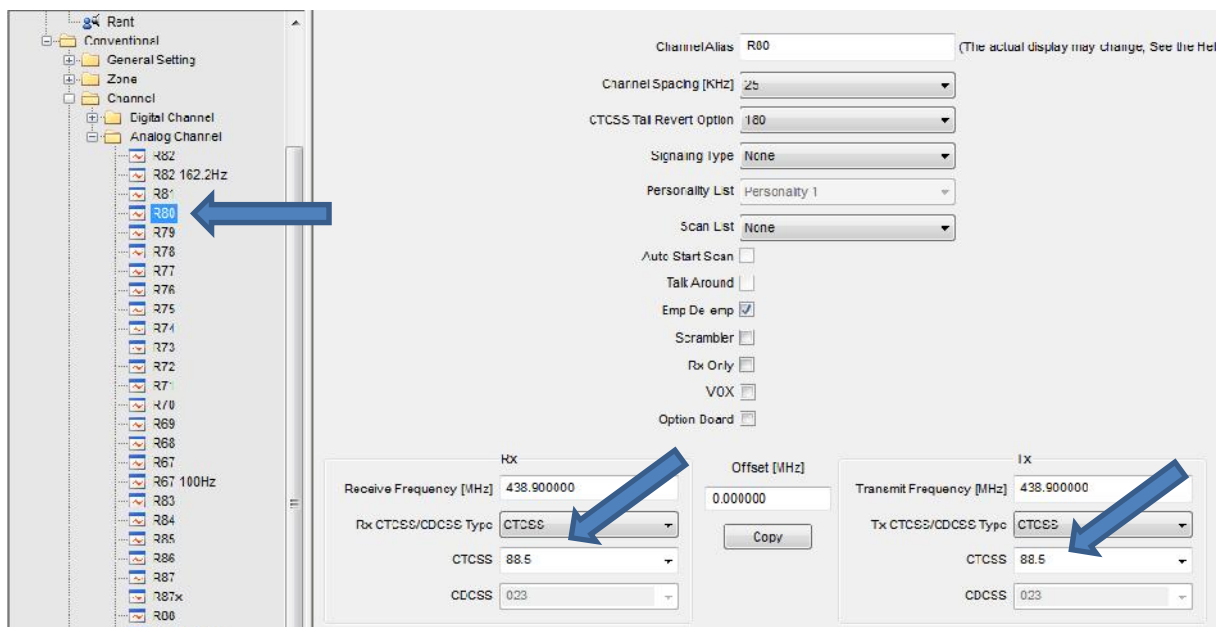 Rent
Conventional
General Setting
Zone
Channel
Digital Channel
Analog Channel
R82
R82 162.2Hz
R81
R80
R79
R78
R77
R76
R75
R74
R73
R72
R71
R70
R69
R68
R67
R67 100Hz
R83
R84
R85
R86
R87
R87x
Channel Alias R80 (The actual display may change, See the Hel
Channel Spacing [KHz] 25
CTCSS Tail Revert Option 180
Signaling Type None
Personality List Personality 1
Scan List None
Auto Start Scan
Talk Around
Emp De emp
Scrambler
Rx Only
VOX
Option Board
Rx
Receive Frequency [MHz] 438.900000
Rx CTCSS/CDCSS Type CTCSS
CTCSS 88.5
CDCSS 023
Offset [MHz]
0.000000
Copy
Tx
Transmit Frequency [MHz] 438.900000
Tx CTCSS/CDCSS Type CTCSS
CTCSS 88.5
CDCSS 023